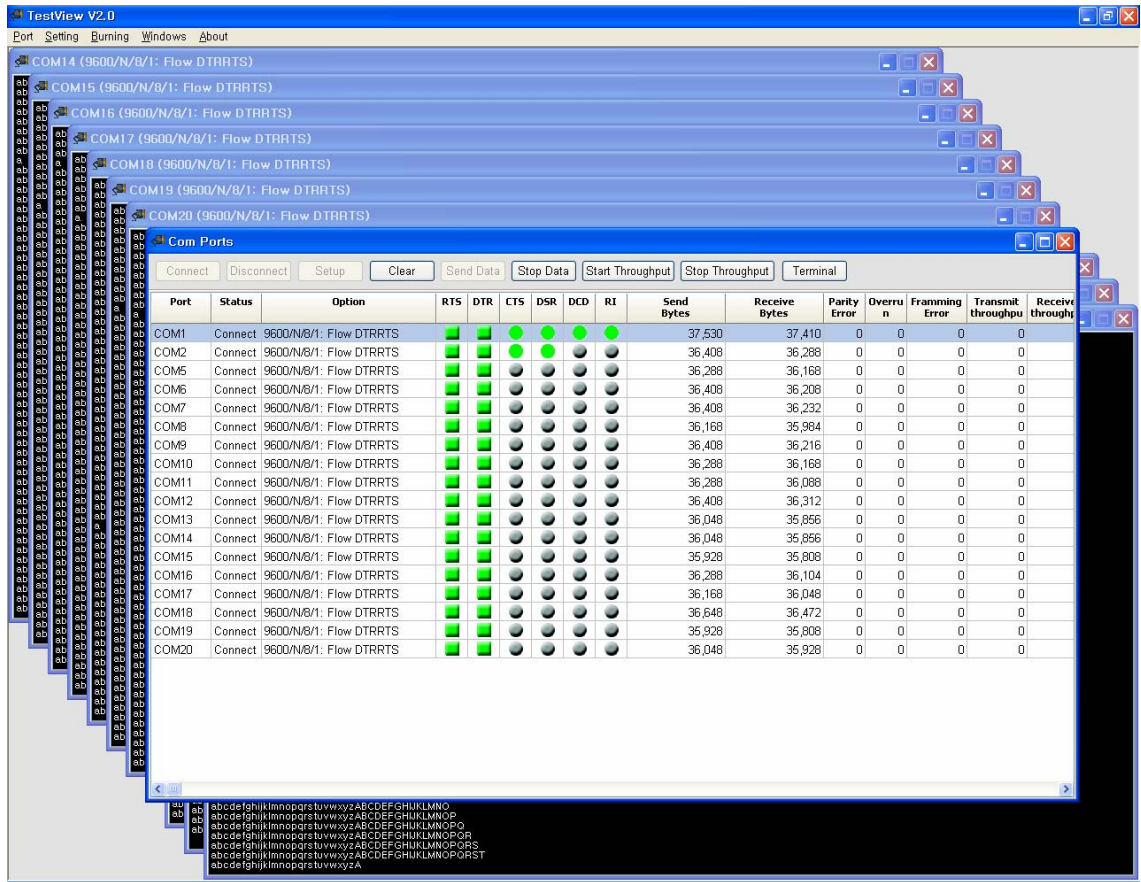 TestView V2.0
Port Setting Burning Windows About
COM14 (9600/N/8/1: Flow DTRRTS)
COM15 (9600/N/8/1: Flow DTRRTS)
COM16 (9600/N/8/1: Flow DTRRTS)
COM17 (9600/N/8/1: Flow DTRRTS)
COM18 (9600/N/8/1: Flow DTRRTS)
COM19 (9600/N/8/1: Flow DTRRTS)
COM20 (9600/N/8/1: Flow DTRRTS)
Com Ports
Connect Disconnect Setup Clear Send Data Stop Data Start Throughput Stop Throughput Terminal
Port Status Option RTS DTR CTS DSR DCD RI Send Bytes Receive Bytes Parity Error Overru n Framming Error Transmit throughpu Receive throughp
COM1 Connect 9600/N/8/1: Flow DTRRTS 37,530 37,410 0 0 0 0
COM2 Connect 9600/N/8/1: Flow DTRRTS 36,408 36,288 0 0 0 0
COM5 Connect 9600/N/8/1: Flow DTRRTS 36,288 36,168 0 0 0 0
COM6 Connect 9600/N/8/1: Flow DTRRTS 36,408 36,208 0 0 0 0
COM7 Connect 9600/N/8/1: Flow DTRRTS 36,408 36,232 0 0 0 0
COM8 Connect 9600/N/8/1: Flow DTRRTS 36,168 35,984 0 0 0 0
COM9 Connect 9600/N/8/1: Flow DTRRTS 36,408 36,216 0 0 0 0
COM10 Connect 9600/N/8/1: Flow DTRRTS 36,288 36,168 0 0 0 0
COM11 Connect 9600/N/8/1: Flow DTRRTS 36,288 36,088 0 0 0 0
COM12 Connect 9600/N/8/1: Flow DTRRTS 36,408 36,312 0 0 0 0
COM13 Connect 9600/N/8/1: Flow DTRRTS 36,048 35,856 0 0 0 0
COM14 Connect 9600/N/8/1: Flow DTRRTS 36,048 35,856 0 0 0 0
COM15 Connect 9600/N/8/1: Flow DTRRTS 35,928 35,808 0 0 0 0
COM16 Connect 9600/N/8/1: Flow DTRRTS 36,288 36,104 0 0 0 0
COM17 Connect 9600/N/8/1: Flow DTRRTS 36,168 36,048 0 0 0 0
COM18 Connect 9600/N/8/1: Flow DTRRTS 36,648 36,472 0 0 0 0
COM19 Connect 9600/N/8/1: Flow DTRRTS 35,928 35,808 0 0 0 0
COM20 Connect 9600/N/8/1: Flow DTRRTS 36,048 35,928 0 0 0 0
abcdefghijklmnopqrstuvwxyzABCDEFGHIJKLMNO
abcdefghijklmnopqrstuvwxyzABCDEFGHIJKLMNOP
abcdefghijklmnopqrstuvwxyzABCDEFGHIJKLMNOPQ
abcdefghijklmnopqrstuvwxyzABCDEFGHIJKLMNOPQR
abcdefghijklmnopqrstuvwxyzABCDEFGHIJKLMNOPQRS
abcdefghijklmnopqrstuvwxyzABCDEFGHIJKLMNOPQRST
abcdefghijklmnopqrstuvwxyzA